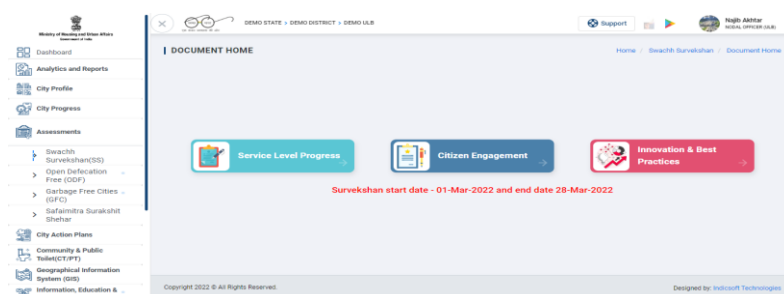 Ministry of Housing and Urban Affairs
Government of India
DEMO STATE > DEMO DISTRICT > DEMO ULB
Support
Najib Akhtar
NODAL OFFICER (ULB)
Dashboard
Analytics and Reports
City Profile
City Progress
Assessments
Swachh
Survekshan(SS)
Open Defecation
Free (ODF)
Garbage Free Cities
(GFC)
Safaimitra Surakshit
Shehar
City Action Plans
Community & Public
Toilet(CT/PT)
Geographical Information
System (GIS)
Information, Education &
DOCUMENT HOME
Home / Swachh Survekshan / Document Home
Service Level Progress
Citizen Engagement
Innovation & Best
Practices
Survekshan start date - 01-Mar-2022 and end date 28-Mar-2022
Copyright 2022 © All Rights Reserved.
Designed by: Indicsoft Technologies